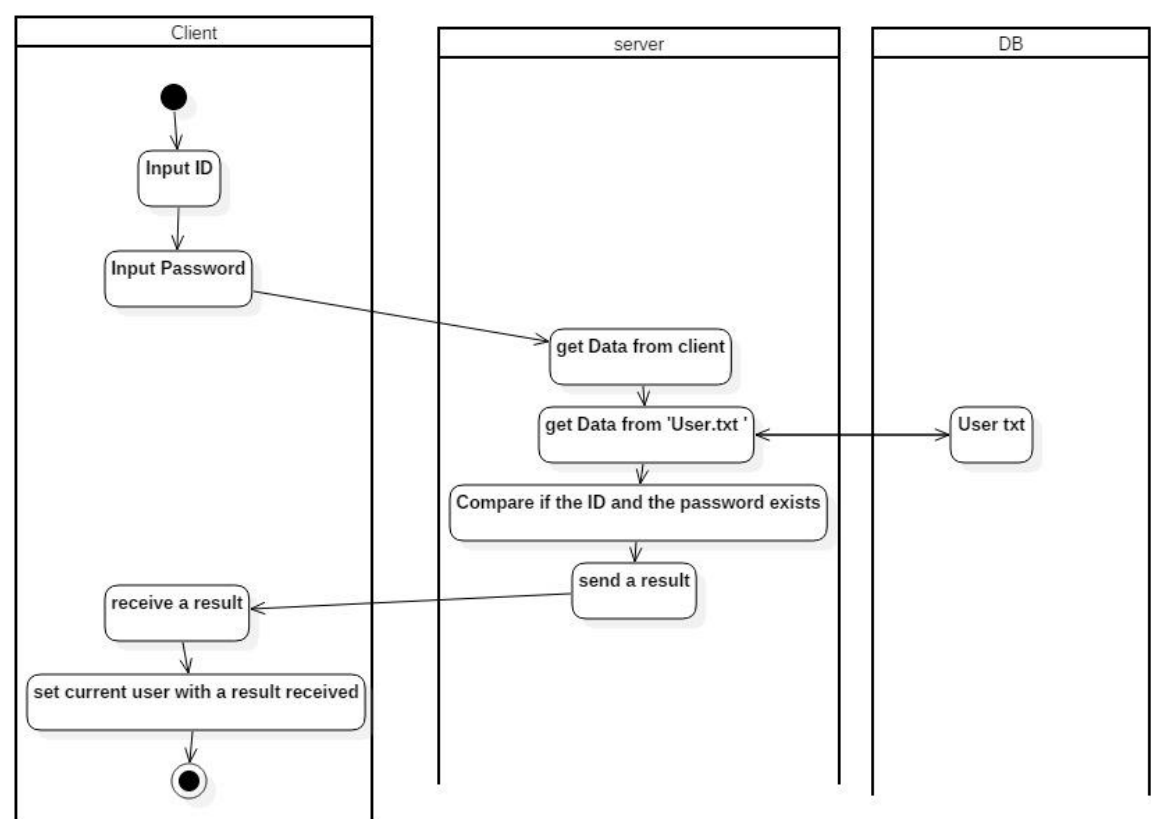 Client
server
DB
Input ID
Input Password
get Data from client
get Data from 'User.txt '
User txt
Compare if the ID and the password exists
send a result
receive a result
set current user with a result received